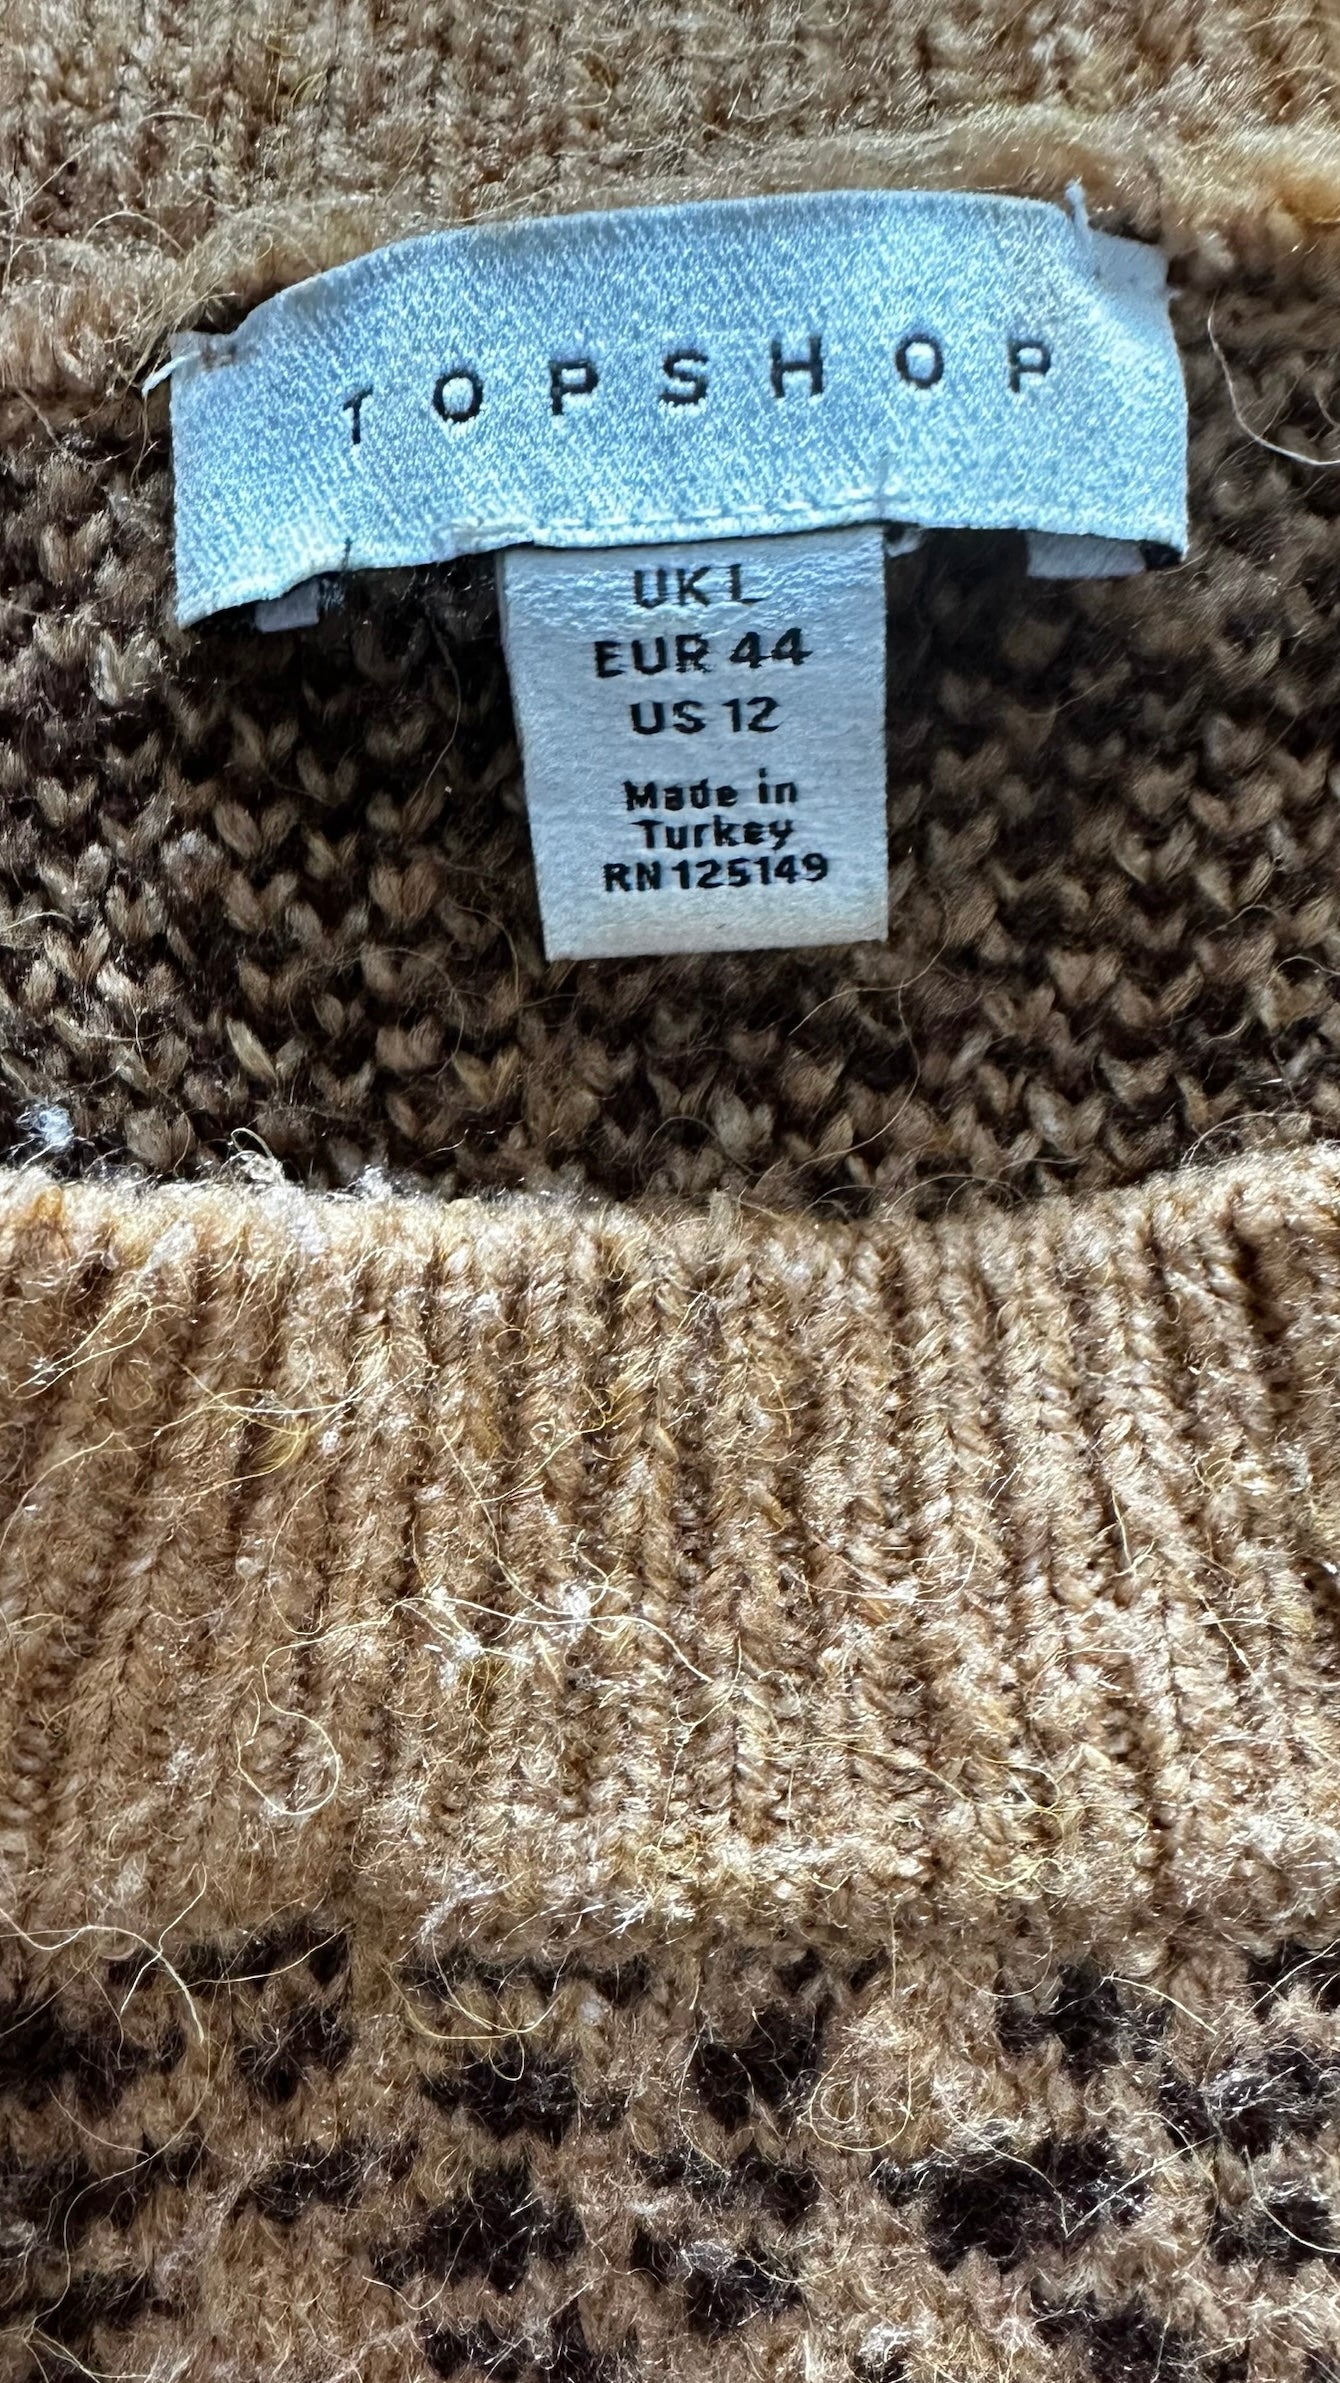 TOPSHOP
UK L
EUR 44
US 12
Made in
Turkey
RN 125149